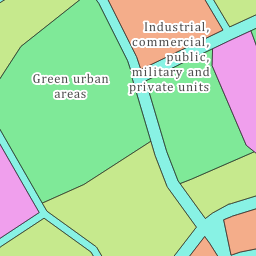 Industrial,
commercial,
public,
military and
private units
Green urban
areas